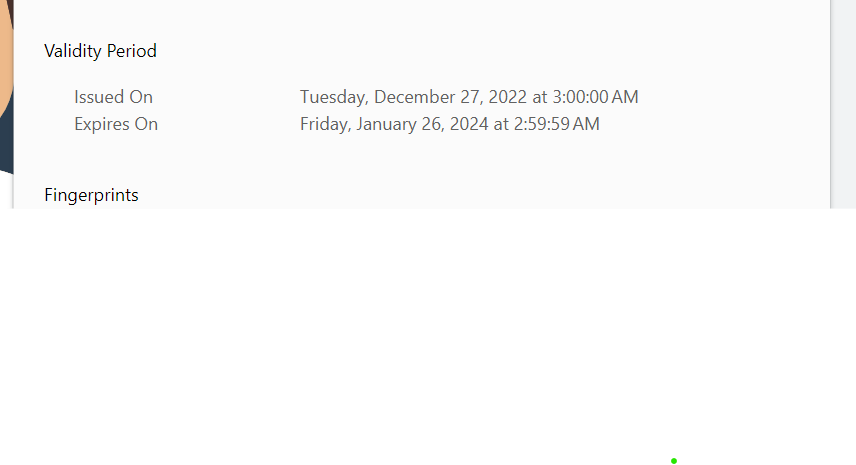 Validity Period
Issued On Tuesday, December 27, 2022 at 3:00:00 AM
Expires On Friday, January 26, 2024 at 2:59:59 AM
Fingerprints